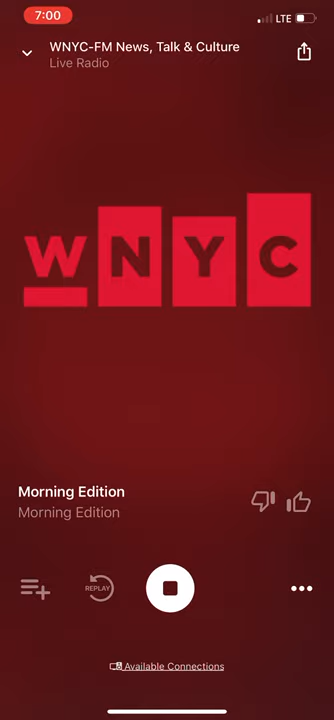 7:00
LTE
WNYC-FM News, Talk & Culture
Live Radio
WNYC
Morning Edition
Morning Edition
REPLAY
Available Connections